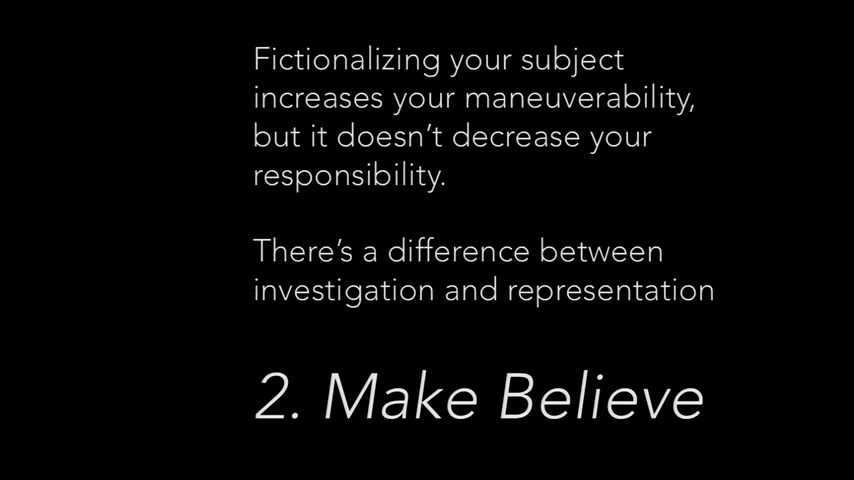 Fictionalizing your subject
increases your maneuverability,
but it doesn’t decrease your
responsibility.
There’s a difference between
investigation and representation
2. Make Believe